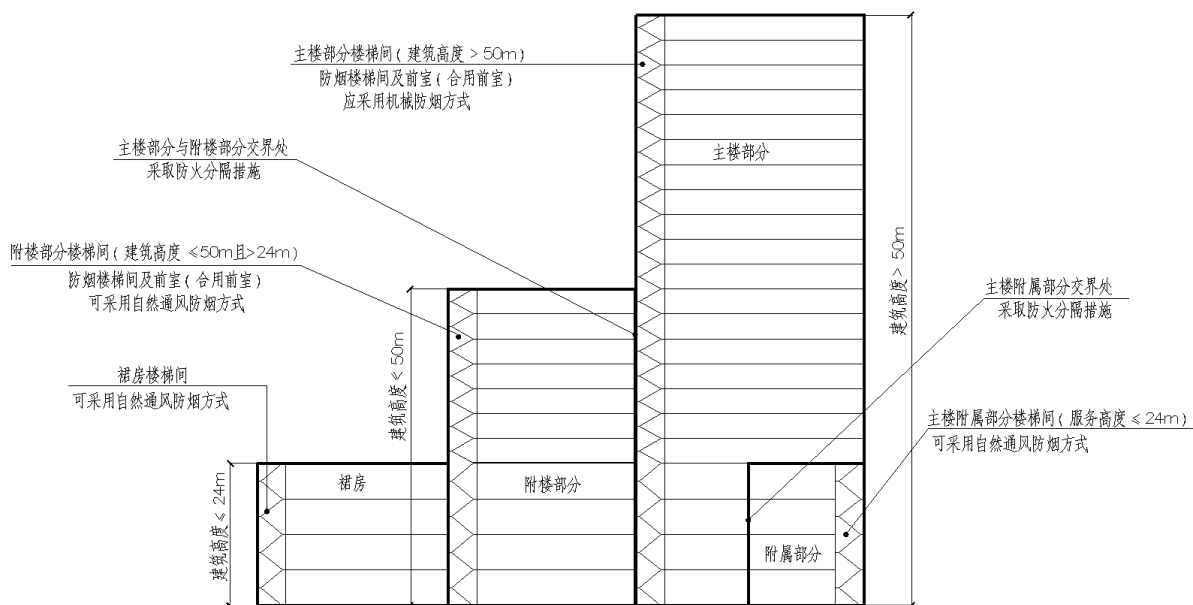 主楼部分楼梯间(建筑高度>50m)
防烟楼梯间及前室(合用前室)
应采用机械防烟方式
主楼部分与附楼部分交界处
采取防火分隔措施
主楼部分
附楼部分楼梯间(建筑高度 ≤50m且>24m)
防烟楼梯间及前室(合用前室)
可采用自然通风防烟方式
主楼附属部分交界处
采取防火分隔措施
建筑高度>50m
建筑高度≤50m
裙房楼梯间
可采用自然通风防烟方式
主楼附属部分楼梯间(服务高度≤24m)
可采用自然通风防烟方式
建筑高度≤24m
裙房
附楼部分
附属部分